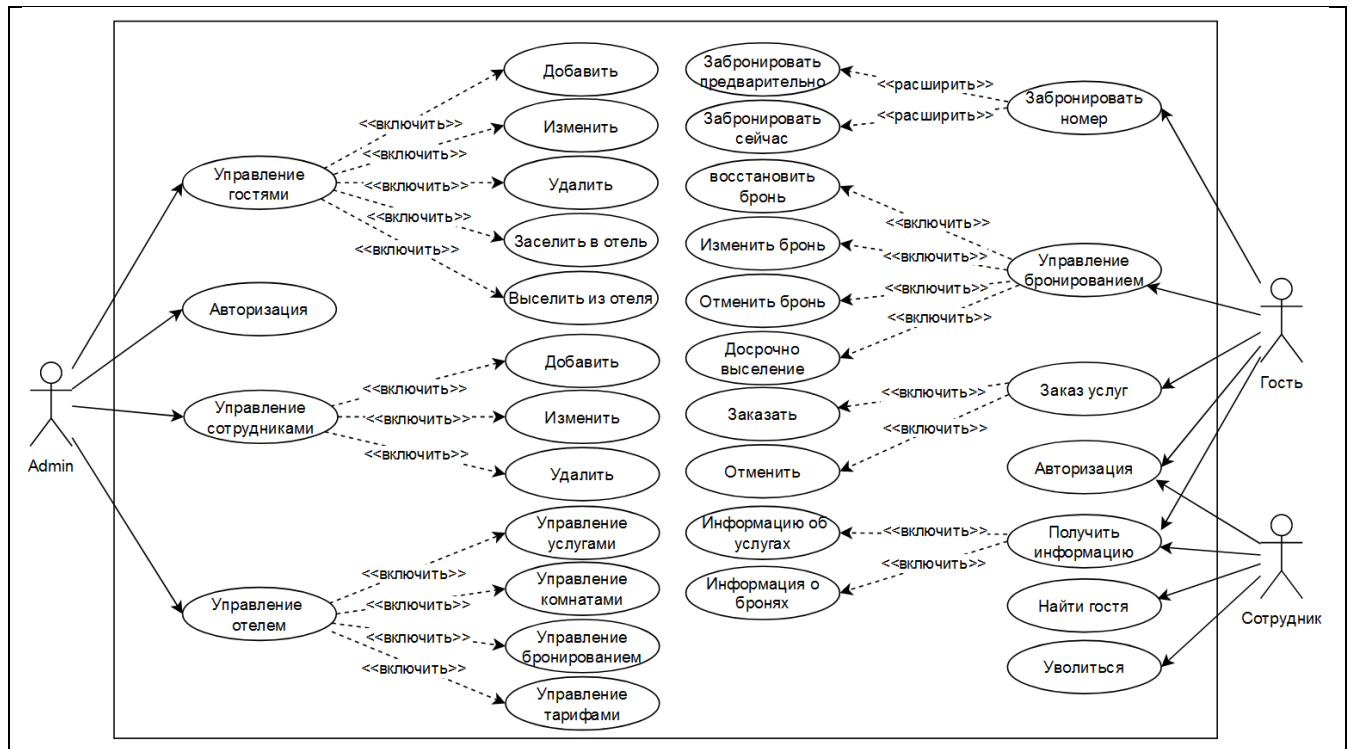 Добавить
Забронировать
предварительно
<<расширить>>
Забронировать
номер
<<включить>>
Изменить
Забронировать
сейчас
<<расширить>>
<<включить>>
Управление
гостями
<<включить>>
Удалить
восстановить
бронь
<<включить>>
<<включить>>
Заселить в отель
Изменить бронь
<<включить>>
<<включить>>
Управление
бронированием
<<включить>>
Выселить из отеля
Отменить бронь
<<включить>>
Авторизация
<<включить>>
Добавить
Досрочно
выселение
Admin
Управление
сотрудниками
<<включить>>
<<включить>>
<<включить>>
Изменить
Удалить
Заказать
Отменить
<<включить>>
<<включить>>
Заказ услуг
Гость
Авторизация
Управление
услугами
Информацию об
услугах
<<включить>>
Получить
информацию
<<включить>>
Управление
комнатами
Информация о
бронях
<<включить>>
Управление
отелем
<<включить>>
<<включить>>
<<включить>>
Управление
бронированием
Управление
тарифами
Найти гостя
Сотрудник
Уволиться